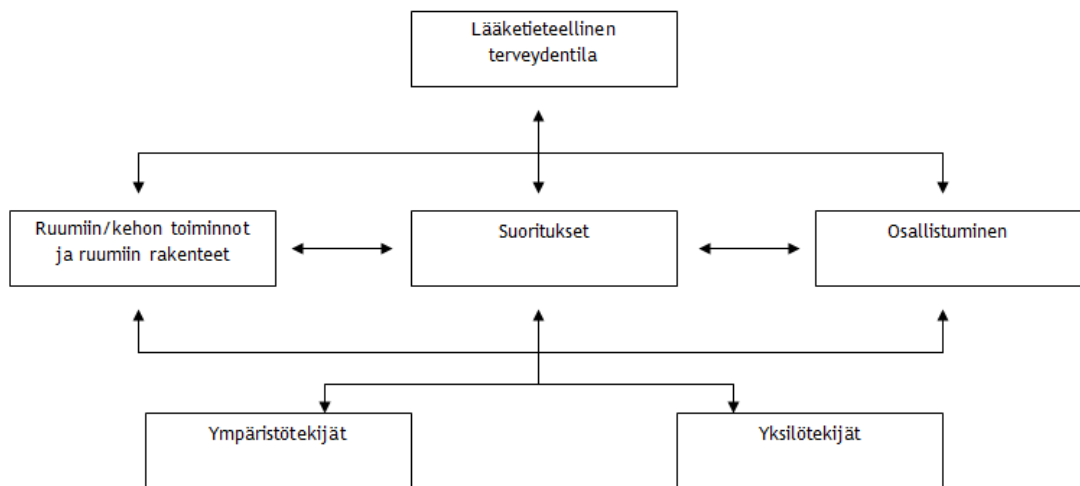 Lääketieteellinen
terveydentila
Ruumiin/kehon toiminnot
ja ruumiin rakenteet
Suoritukset
Osallistuminen
Ympäristötekijät
Yksilötekijät